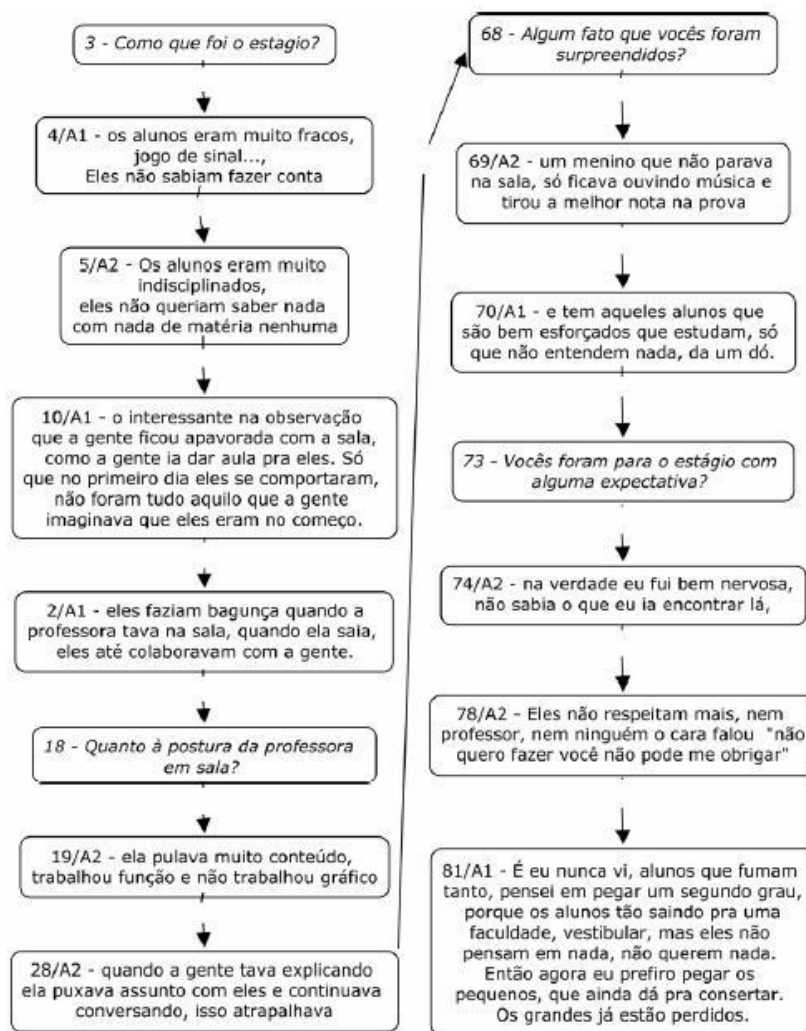 3 - Como que foi o estagio?
4/A1 - os alunos eram muito fracos,
jogo de sinal...,
Eles não sabiam fazer conta
5/A2 - Os alunos eram muito
indisciplinados,
eles não queriam saber nada
com nada de matéria nenhuma
10/A1 - o interessante na observação
que a gente ficou apavorada com a sala,
como a gente ia dar aula pra eles. Só
que no primeiro dia eles se comportaram,
não foram tudo aquilo que a gente
imaginava que eles eram no começo.
2/A1 - eles faziam bagunça quando a
professora tava na sala, quando ela saia,
eles até colaboravam com a gente.
18 - Quanto à postura da professora
em sala?
19/A2 - ela pulava muito conteúdo,
trabalhou função e não trabalhou gráfico
28/A2 - quando a gente tava explicando
ela puxava assunto com eles e continuava
conversando, isso atrapalhava
68 - Algum fato que vocês foram
surpreendidos?
69/A2 - um menino que não parava
na sala, só ficava ouvindo música e
tirou a melhor nota na prova
70/A1 - e tem aqueles alunos que
são bem esforçados que estudam, só
que não entendem nada, da um dó.
73 - Vocês foram para o estágio com
alguma expectativa?
74/A2 - na verdade eu fui bem nervosa,
não sabia o que eu ia encontrar lá,
78/A2 - Eles não respeitam mais, nem
professor, nem ninguém o cara falou "não
quero fazer você não pode me obrigar"
81/A1 - É eu nunca vi, alunos que fumam
tanto, pensei em pegar um segundo grau,
porque os alunos tão saindo pra uma
faculdade, vestibular, mas eles não
pensam em nada, não querem nada.
Então agora eu prefiro pegar os
pequenos, que ainda dá pra consertar.
Os grandes já estão perdidos.